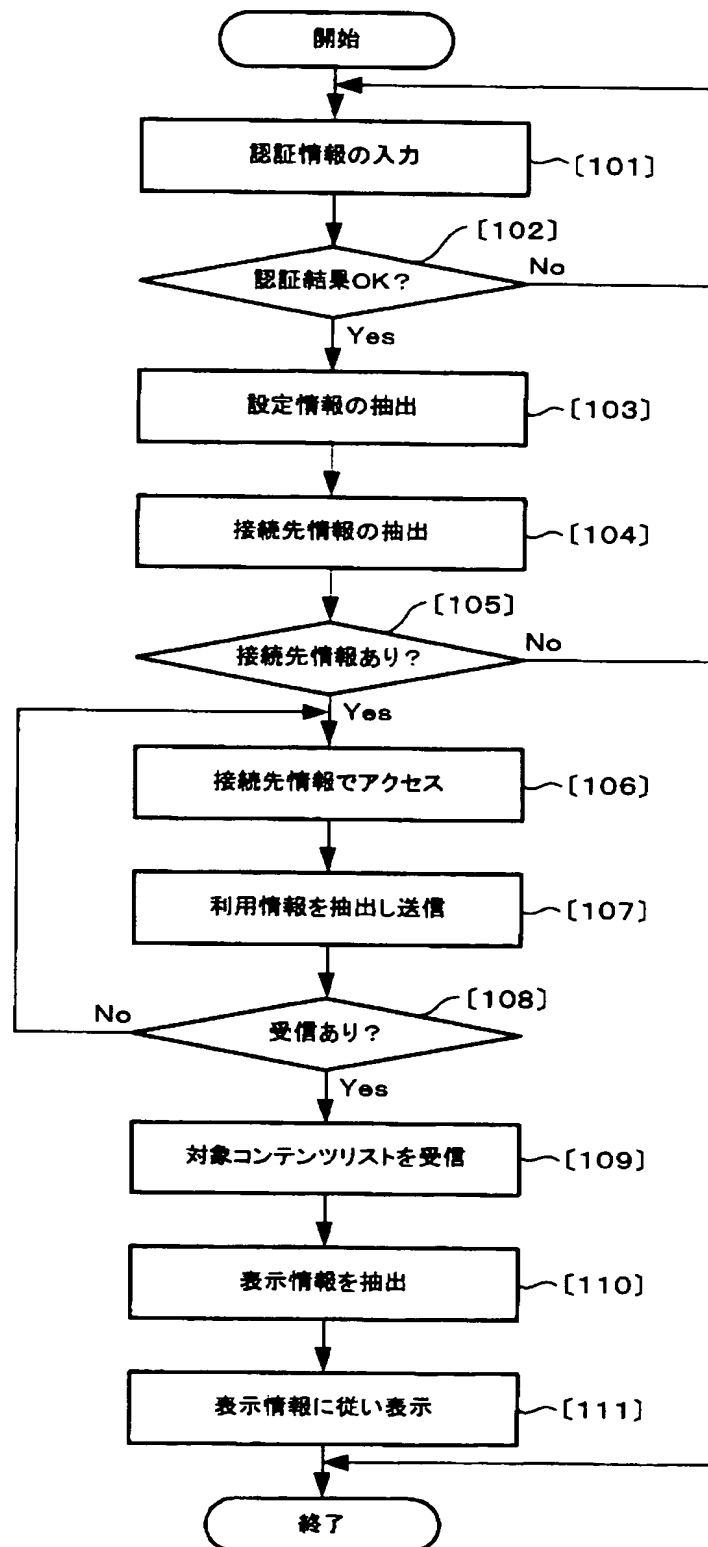 開始
認証情報の入力
〔101〕
〔102〕
認証結果OK?
No
Yes
設定情報の抽出
〔103〕
接続先情報の抽出
〔104〕
〔105〕
接続先情報あり?
No
Yes
接続先情報でアクセス
〔106〕
利用情報を抽出し送信
〔107〕
〔108〕
No
受信あり?
Yes
対象コンテンツリストを受信
〔109〕
表示情報を抽出
〔110〕
表示情報に従い表示
〔111〕
終了